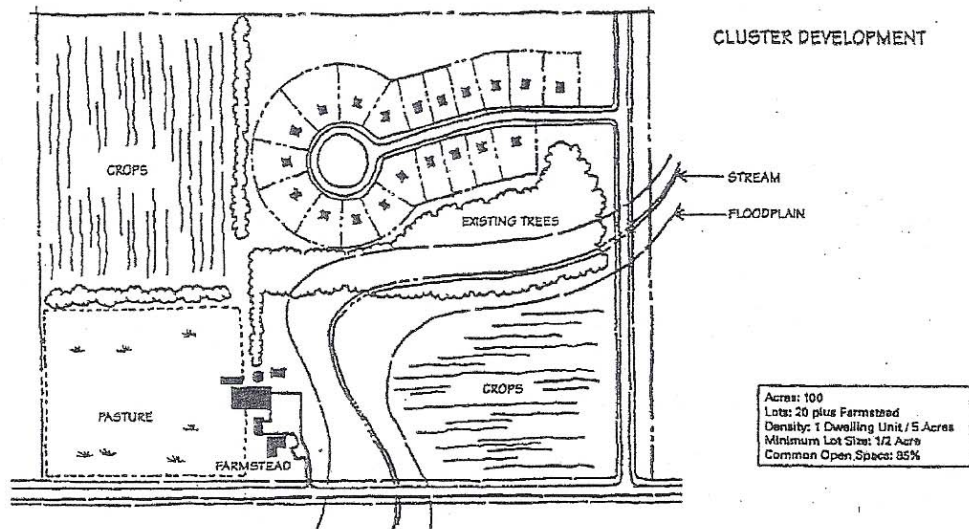 CLUSTER DEVELOPMENT
CROPS
STREAM
FLOODPLAIN
EXISTING TREES
CROPS
PASTURE
FARMSTEAD
Acres: 100
Lots: 20 plus Farmstead
Density: 1 Dwelling Unit / 5 Acres
Minimum Lot Size: 1/2 Acre
Common Open Space: 85%